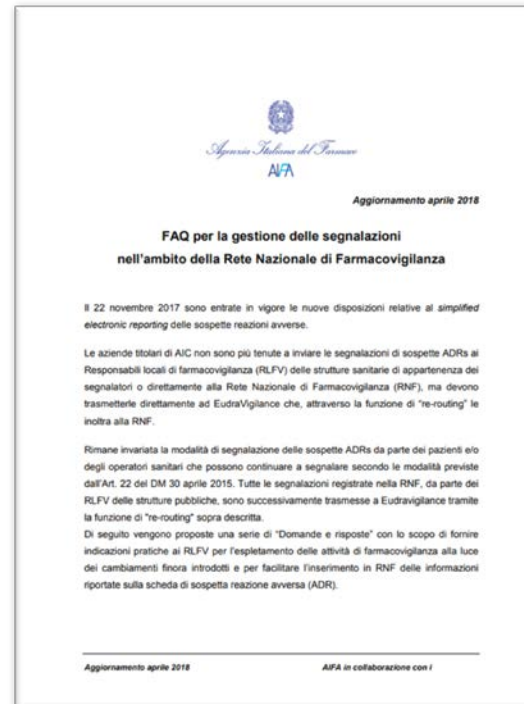 Agenzia Italiana del Farmaco
AIFA
Aggiornamento aprile 2018
FAQ per la gestione delle segnalazioni
nell'ambito della Rete Nazionale di Farmacovigilanza
Il 22 novembre 2017 sono entrate in vigore le nuove disposizioni relative al simplified
electronic reporting delle sospette reazioni avverse.
Le aziende titolari di AIC non sono più tenute a inviare le segnalazioni di sospette ADRs ai
Responsabili locali di farmacovigilanza (RLFV) delle strutture sanitarie di appartenenza dei
segnalatori o direttamente alla Rete Nazionale di Farmacovigilanza (RNF), ma devono
trasmetterle direttamente ad EudraVigilance che, attraverso la funzione di "re-routing" le
inoltra alla RNF.
Rimane invariata la modalità di segnalazione delle sospette ADRs da parte dei pazienti e/o
degli operatori sanitari che possono continuare a segnalare secondo le modalità previste
dall'Art. 22 del DM 30 aprile 2015. Tutte le segnalazioni registrate nella RNF, da parte dei
RLFV delle strutture pubbliche, sono successivamente trasmesse a Eudravigilance tramite
la funzione di "re-routing" sopra descritta.
Di seguito vengono proposte una serie di "Domande e risposte" con lo scopo di fornire
indicazioni pratiche ai RLFV per l'espletamento delle attività di farmacovigilanza alla luce
dei cambiamenti finora introdotti e per facilitare l'inserimento in RNF delle informazioni
riportate sulla scheda di sospetta reazione avversa (ADR).
Aggiornamento aprile 2018 AIFA in collaborazione con i